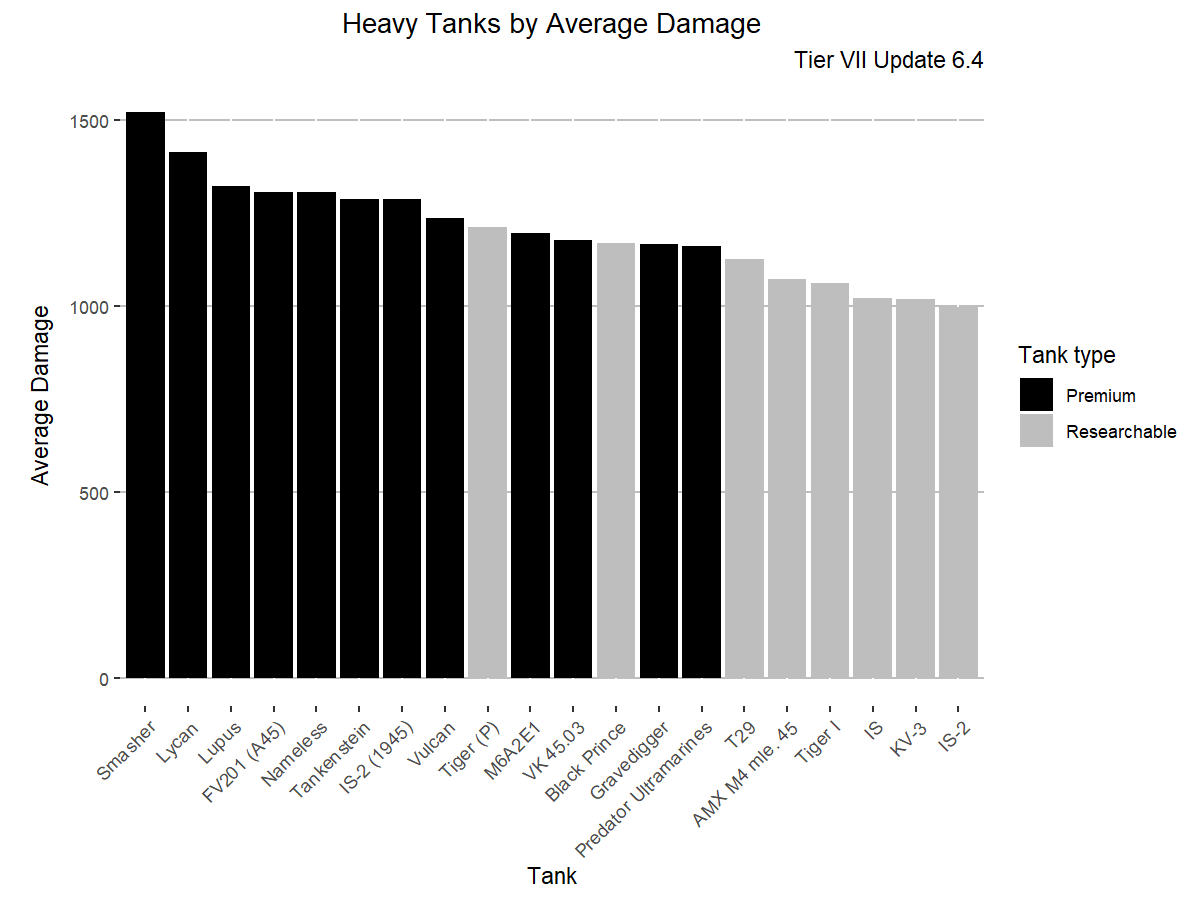 Heavy Tanks by Average Damage
Tier VII Update 6.4
Average Damage
1500
1000
500
0
Smasher
Lycan
Lupus
FV201 (A45)
Nameless
Tankenstein
IS-2 (1945)
Vulcan
Tiger (P)
M6A2E1
VK 45.03
Black Prince
Gravedigger
Predator Ultramarines
T29
AMX M4 mle. 45
Tiger I
IS
KV-3
IS-2
Tank
Tank type
Premium
Researchable